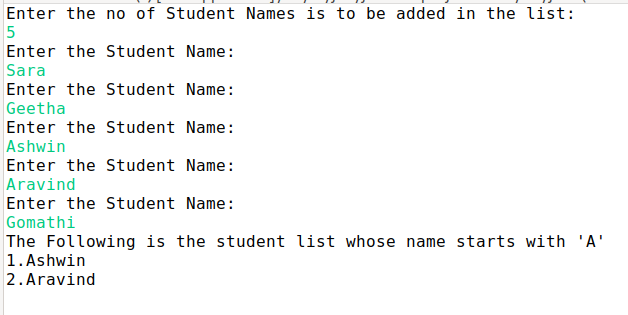 Enter the no of Student Names is to be added in the list:
5
Enter the Student Name:
Sara
Enter the Student Name:
Geetha
Enter the Student Name:
Ashwin
Enter the Student Name:
Aravind
Enter the Student Name:
Gomathi
The Following is the student list whose name starts with 'A'
1.Ashwin
2.Aravind